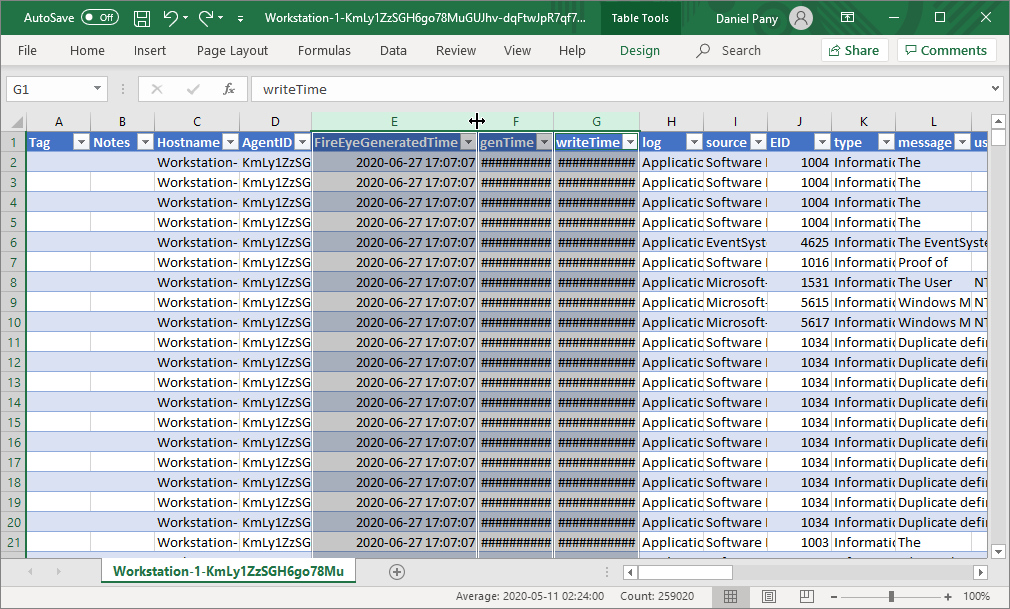 AutoSave Off Workstation-1-KmLy1ZzSGH6go78MuGUJhv-dqFtwJpR7qf7... Table Tools Daniel Pany
File Home Insert Page Layout Formulas Data Review View Help Design Search Share Comments
G1 fx writeTime
A B C D E F G H I J K L
1 Tag Notes Hostname AgentID FireEyeGeneratedTime genTime writeTime log source EID type message us
2 Workstation- KmLy1ZzSG 2020-06-27 17:07:07 ########### ########### Applicatic Software I 1004 Informatic The
3 Workstation- KmLy1ZzSG 2020-06-27 17:07:07 ########### ########### Applicatic Software I 1004 Informatic The
4 Workstation- KmLy1ZzSG 2020-06-27 17:07:07 ########### ########### Applicatic Software I 1004 Informatic The
5 Workstation- KmLy1ZzSG 2020-06-27 17:07:07 ########### ########### Applicatic Software I 1004 Informatic The
6 Workstation- KmLy1ZzSG 2020-06-27 17:07:07 ########### ########### Applicatic EventSyste 4625 Informatic The EventSyste
7 Workstation- KmLy1ZzSG 2020-06-27 17:07:07 ########### ########### Applicatic Software I 1016 Informatic Proof of
8 Workstation- KmLy1ZzSG 2020-06-27 17:07:07 ########### ########### Applicatic Microsoft- 1531 Informatic The User NT
9 Workstation- KmLy1ZzSG 2020-06-27 17:07:07 ########### ########### Applicatic Microsoft- 5615 Informatic Windows M NT
10 Workstation- KmLy1ZzSG 2020-06-27 17:07:07 ########### ########### Applicatic Microsoft- 5617 Informatic Windows M NT
11 Workstation- KmLy1ZzSG 2020-06-27 17:07:07 ########### ########### Applicatic Software I 1034 Informatic Duplicate defi
12 Workstation- KmLy1ZzSG 2020-06-27 17:07:07 ########### ########### Applicatic Software I 1034 Informatic Duplicate defi
13 Workstation- KmLy1ZzSG 2020-06-27 17:07:07 ########### ########### Applicatic Software I 1034 Informatic Duplicate defi
14 Workstation- KmLy1ZzSG 2020-06-27 17:07:07 ########### ########### Applicatic Software I 1034 Informatic Duplicate defi
15 Workstation- KmLy1ZzSG 2020-06-27 17:07:07 ########### ########### Applicatic Software I 1034 Informatic Duplicate defi
16 Workstation- KmLy1ZzSG 2020-06-27 17:07:07 ########### ########### Applicatic Software I 1034 Informatic Duplicate defi
17 Workstation- KmLy1ZzSG 2020-06-27 17:07:07 ########### ########### Applicatic Software I 1034 Informatic Duplicate defi
18 Workstation- KmLy1ZzSG 2020-06-27 17:07:07 ########### ########### Applicatic Software I 1034 Informatic Duplicate defi
19 Workstation- KmLy1ZzSG 2020-06-27 17:07:07 ########### ########### Applicatic Software I 1034 Informatic Duplicate defi
20 Workstation- KmLy1ZzSG 2020-06-27 17:07:07 ########### ########### Applicatic Software I 1034 Informatic Duplicate defi
21 Workstation- KmLy1ZzSG 2020-06-27 17:07:07 ########### ########### Applicatic Software I 1003 Informatic The
Workstation-1-KmLy1ZzSGH6go78Mu
Average: 2020-05-11 02:24:00 Count: 259020 100%